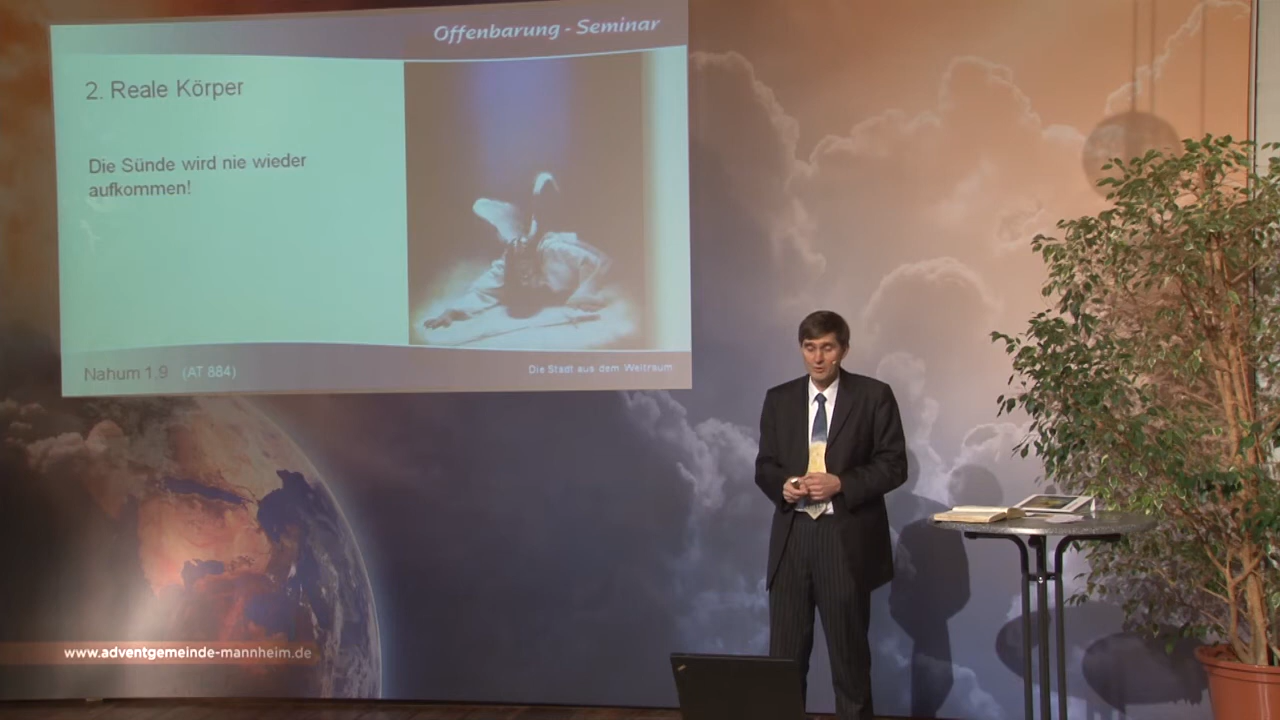 Offenbarung - Seminar
2. Reale Körper
Die Sünde wird nie wieder
aufkommen!
Nahum 1,9 (AT 884)
Die Stadt aus dem Weltraum
www.adventgemeinde-mannheim.de